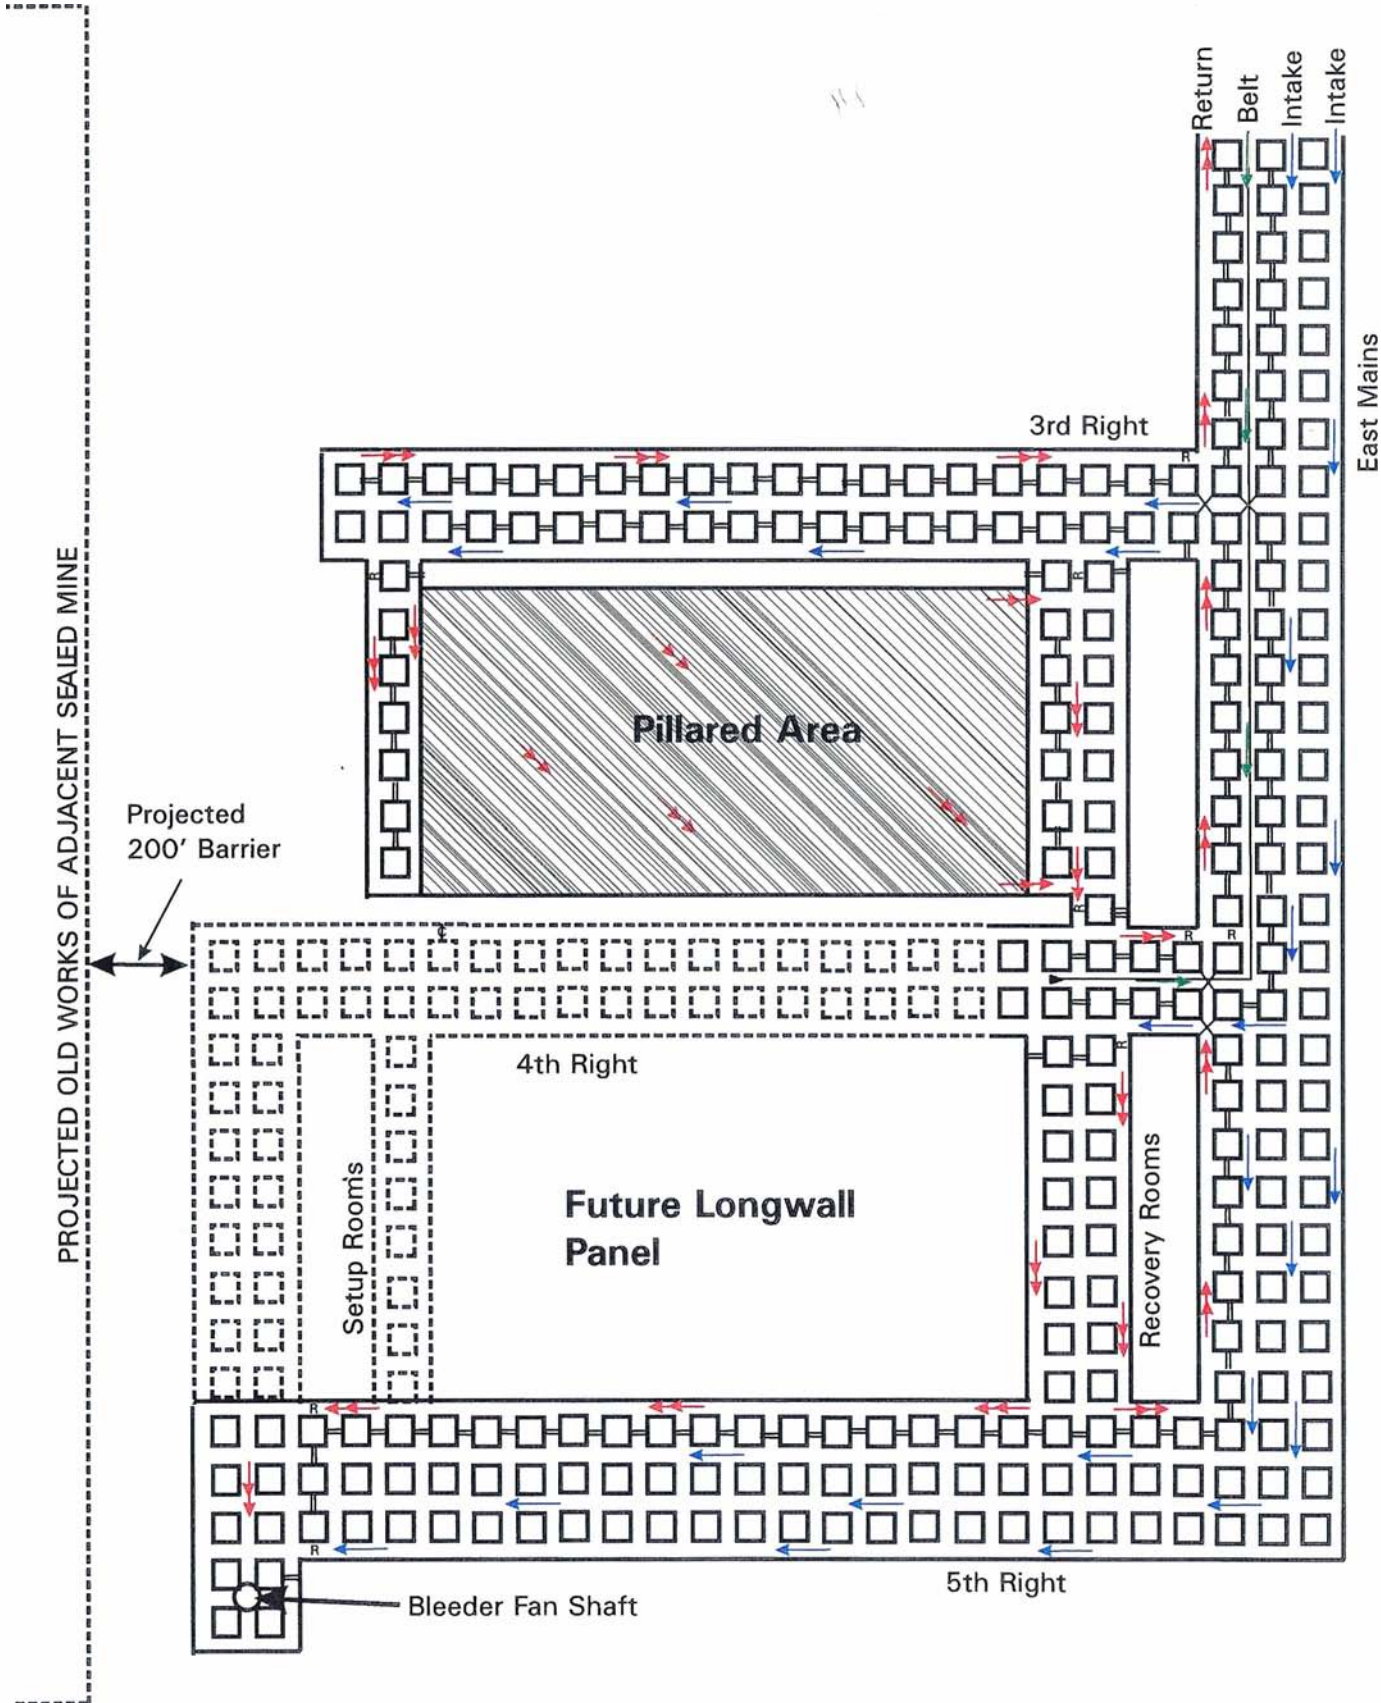 Return
Belt
Intake
Intake
East Mains
3rd Right
R
R
R
R
Pillared Area
PROJECTED OLD WORKS OF ADJACENT SEALED MINE
Projected
200' Barrier
R
R
R
℄
4th Right
R
Setup Rooms
Future Longwall
Panel
Recovery Rooms
R
R
5th Right
Bleeder Fan Shaft